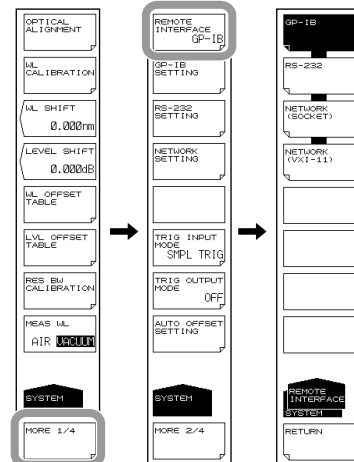 OPTICAL
ALIGNMENT
WL
CALIBRATION
WL SHIFT
0.000nm
LEVEL SHIFT
0.000dB
WL OFFSET
TABLE
LVL OFFSET
TABLE
RES BW
CALIBRATION
MEAS WL
AIR VACUUM
SYSTEM
MORE 1/4
REMOTE
INTERFACE
GP-IB
GP-IB
SETTING
RS-232
SETTING
NETWORK
SETTING
TRIG INPUT
MODE
SMPL TRIG
TRIG OUTPUT
MODE
OFF
AUTO OFFSET
SETTING
SYSTEM
MORE 2/4
GP-IB
RS-232
NETWORK
(SOCKET)
NETWORK
(VXI-11)
REMOTE
INTERFACE
SYSTEM
RETURN